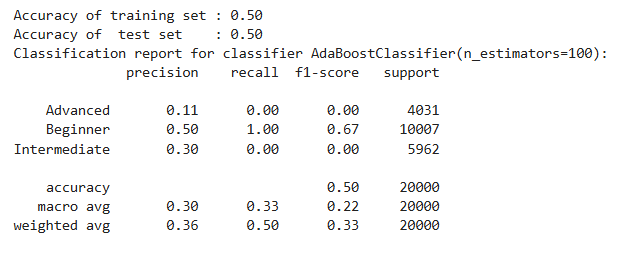 Accuracy of training set : 0.50
Accuracy of  test set    : 0.50
Classification report for classifier AdaBoostClassifier(n_estimators=100):
              precision    recall  f1-score   support

    Advanced       0.11      0.00      0.00      4031
    Beginner       0.50      1.00      0.67     10007
Intermediate       0.30      0.00      0.00      5962

    accuracy                           0.50     20000
   macro avg       0.30      0.33      0.22     20000
weighted avg       0.36      0.50      0.33     20000